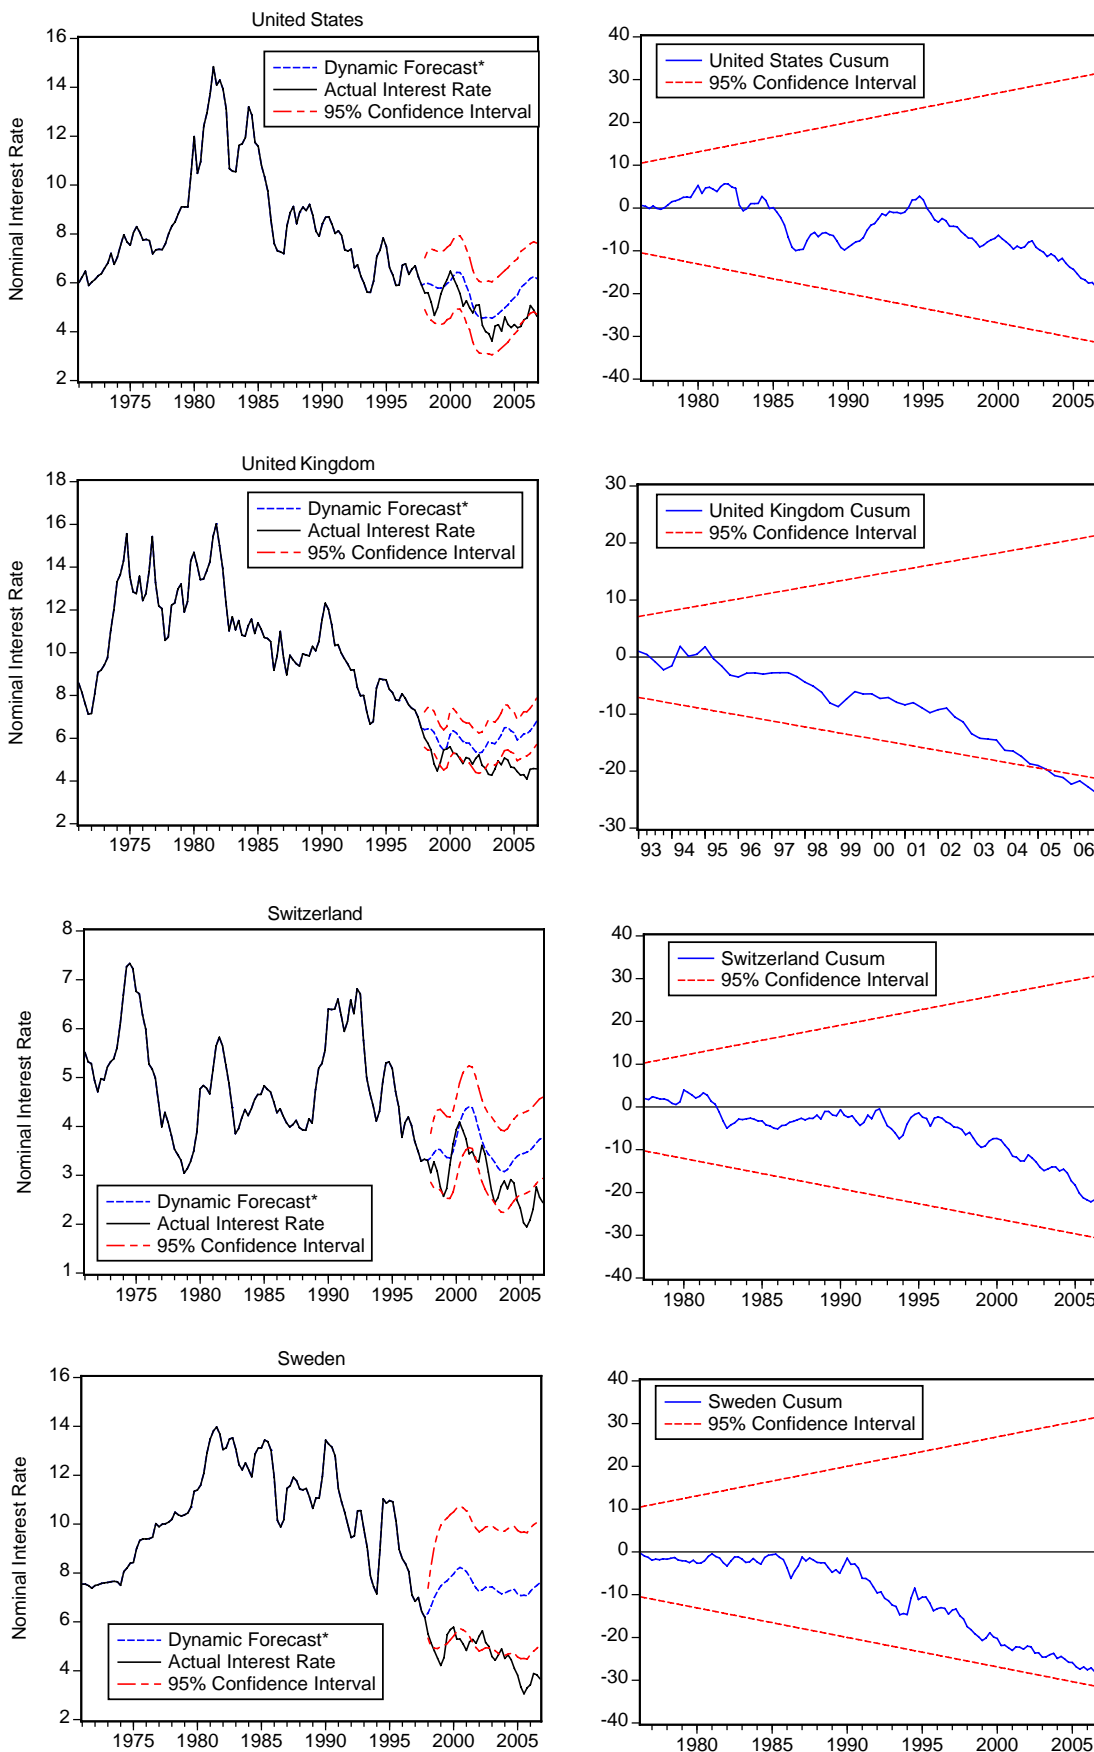 United States
Nominal Interest Rate
16
14
12
10
8
6
4
2
Dynamic Forecast*
Actual Interest Rate
95% Confidence Interval
1975 1980 1985 1990 1995 2000 2005
40
30
20
10
0
-10
-20
-30
-40
United States Cusum
95% Confidence Interval
1980 1985 1990 1995 2000 2005
United Kingdom
Nominal Interest Rate
18
16
14
12
10
8
6
4
2
Dynamic Forecast*
Actual Interest Rate
95% Confidence Interval
1975 1980 1985 1990 1995 2000 2005
30
20
10
0
-10
-20
-30
United Kingdom Cusum
95% Confidence Interval
93 94 95 96 97 98 99 00 01 02 03 04 05 06
Switzerland
Nominal Interest Rate
8
7
6
5
4
3
2
1
Dynamic Forecast*
Actual Interest Rate
95% Confidence Interval
1975 1980 1985 1990 1995 2000 2005
40
30
20
10
0
-10
-20
-30
-40
Switzerland Cusum
95% Confidence Interval
1980 1985 1990 1995 2000 2005
Sweden
Nominal Interest Rate
16
14
12
10
8
6
4
2
Dynamic Forecast*
Actual Interest Rate
95% Confidence Interval
1975 1980 1985 1990 1995 2000 2005
40
30
20
10
0
-10
-20
-30
-40
Sweden Cusum
95% Confidence Interval
1980 1985 1990 1995 2000 2005